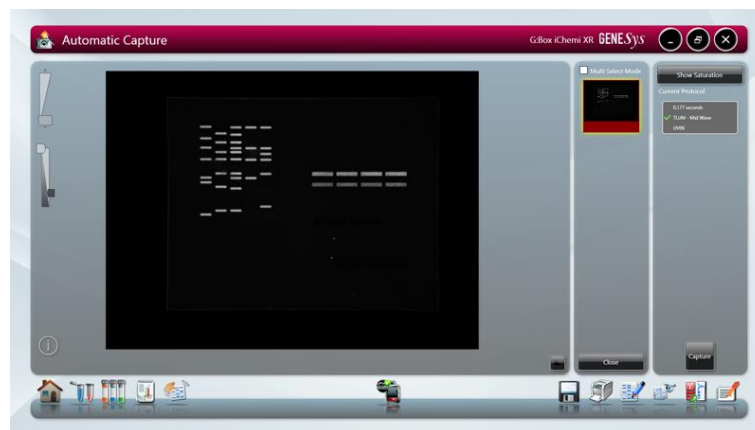 Automatic Capture
G:Box iChemi XR GENESys
Multi Select Mode
Show Saturation
Current Protocol
0.177 seconds
TLUM - Mid Wave
UV06
Close
Capture